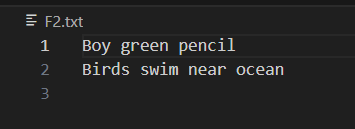 F2.txt
1 Boy green pencil
2 Birds swim near ocean
3